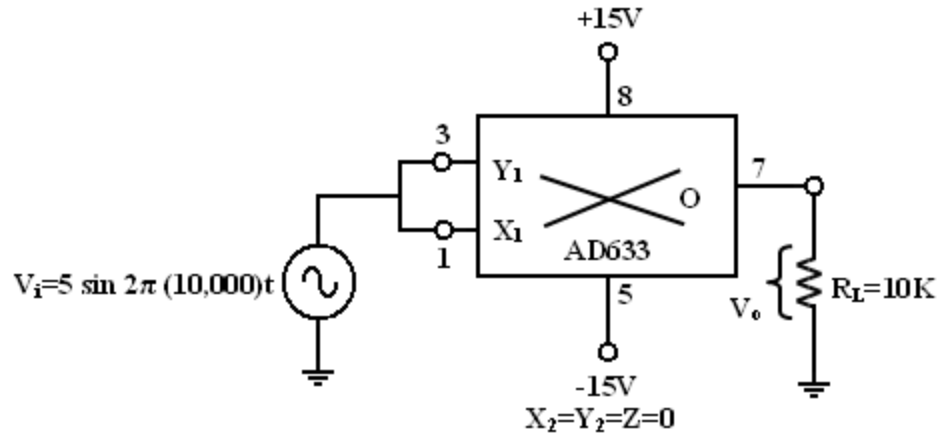 +15V
8
3
Y₁
7
O
X₁
1
AD633
Vᵢ=5 sin 2π (10,000)t
5
Vₒ
R_L=10K
-15V
X₂=Y₂=Z=0